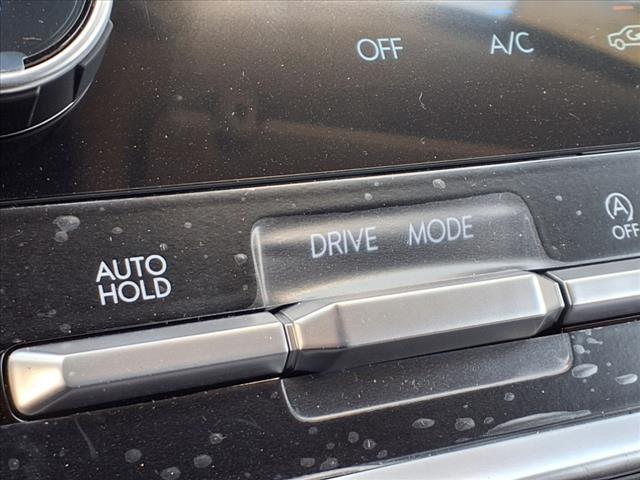 OFF A/C
AUTO HOLD
DRIVE MODE
A OFF